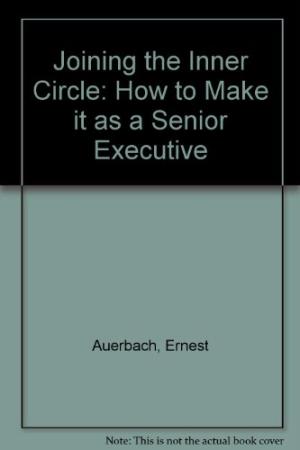 Joining the Inner
Circle: How to Make
it as a Senior
Executive
Auerbach, Ernest
Note: This is not the actual book cover